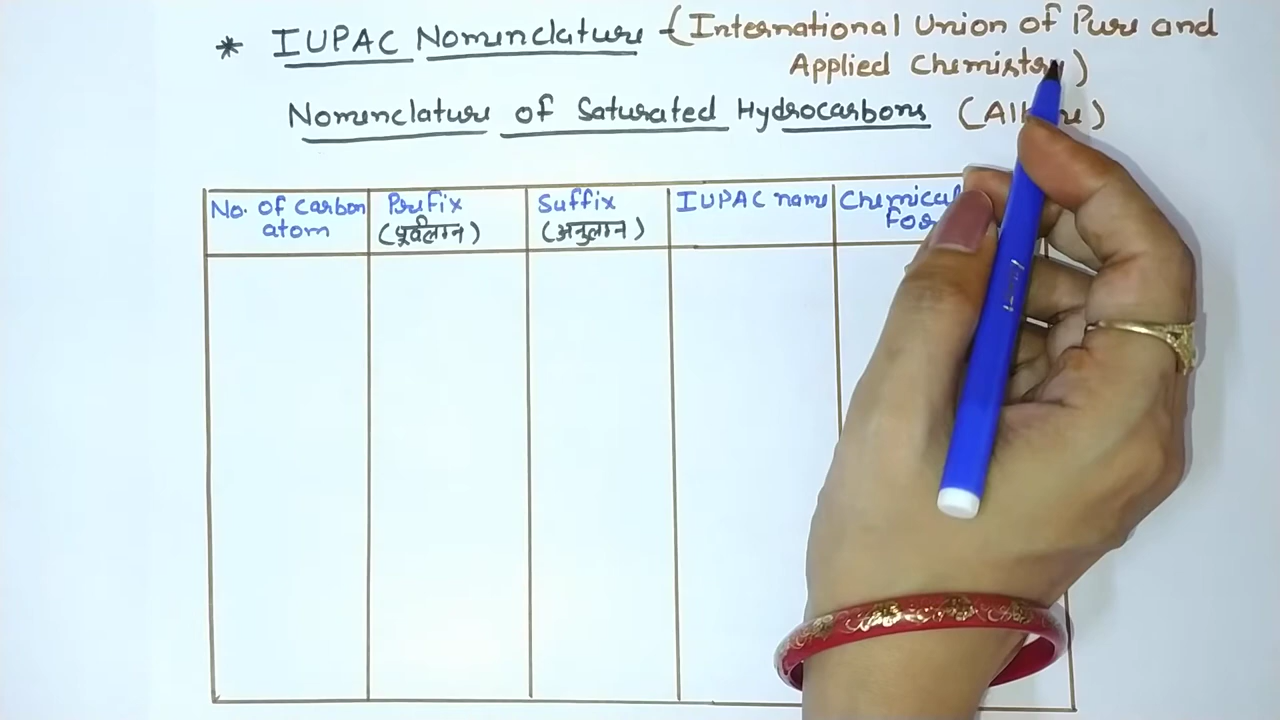 * IUPAC Nomenclature - (International Union of Pure and
Applied Chemistry)
Nomenclature of Saturated Hydrocarbons
No. of carbon
atom
Prefix
(पूर्वलग्न)
Suffix
(अनुलग्न)
IUPAC name
Chemical